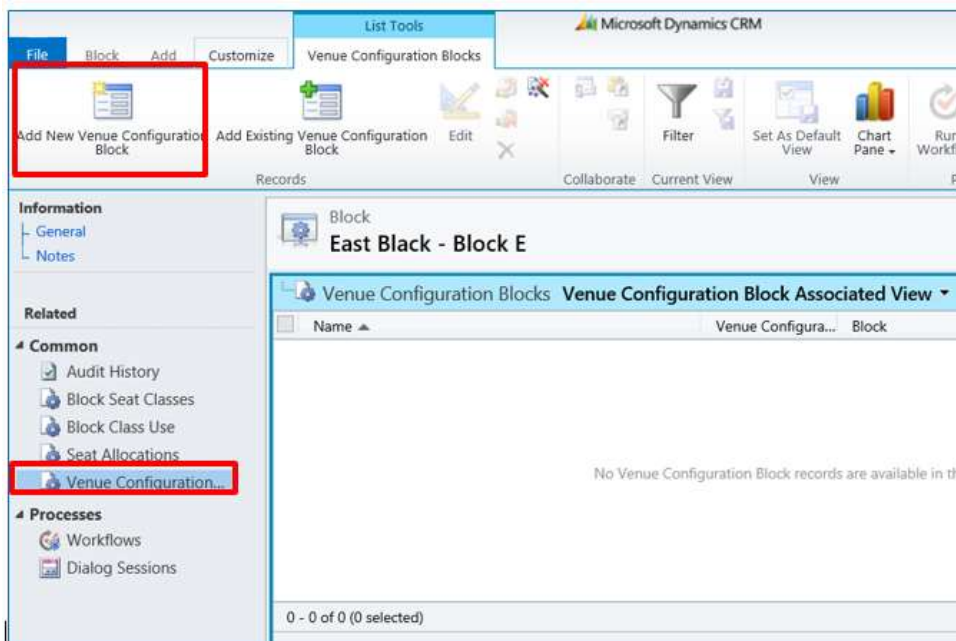 List Tools
Microsoft Dynamics CRM
File Block Add Customize Venue Configuration Blocks
Add New Venue Configuration
Block
Add Existing Venue Configuration
Block
Edit
Filter
Set As Default
View
Chart
Pane
Run
Records
Collaborate
Current View
View
Information
General
Notes
Related
Common
Audit History
Block Seat Classes
Block Class Use
Seat Allocations
Venue Configuration...
Processes
Workflows
Dialog Sessions
Block
East Black - Block E
Venue Configuration Blocks Venue Configuration Block Associated View
Name Venue Configura... Block
No Venue Configuration Block records are available in
0 - 0 of 0 (0 selected)